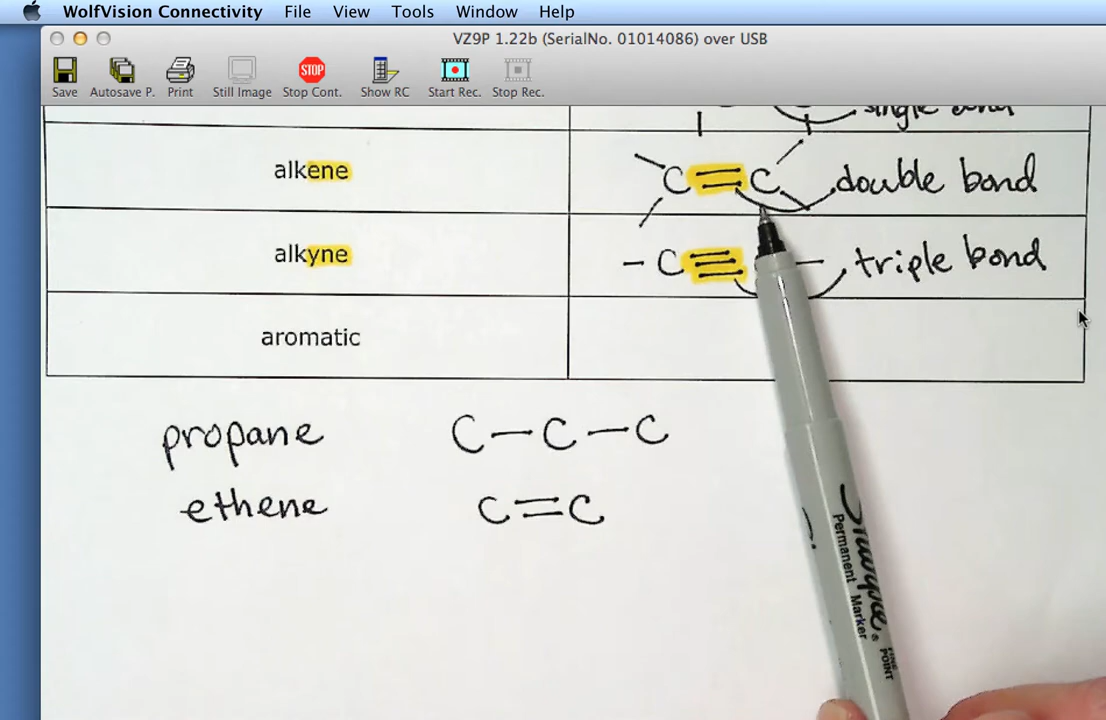 WolfVision Connectivity File View Tools Window Help
VZ9P 1.22b (SerialNo. 01014086) over USB
STOP
Save Autosave P. Print Still Image Stop Cont. Show RC Start Rec. Stop Rec.
single bond
alkene C=C double bond
alkyne - C≡ - triple bond
aromatic
propane C-C-C
ethene C=C
Sharpie
Permanent Marker
FINE POINT